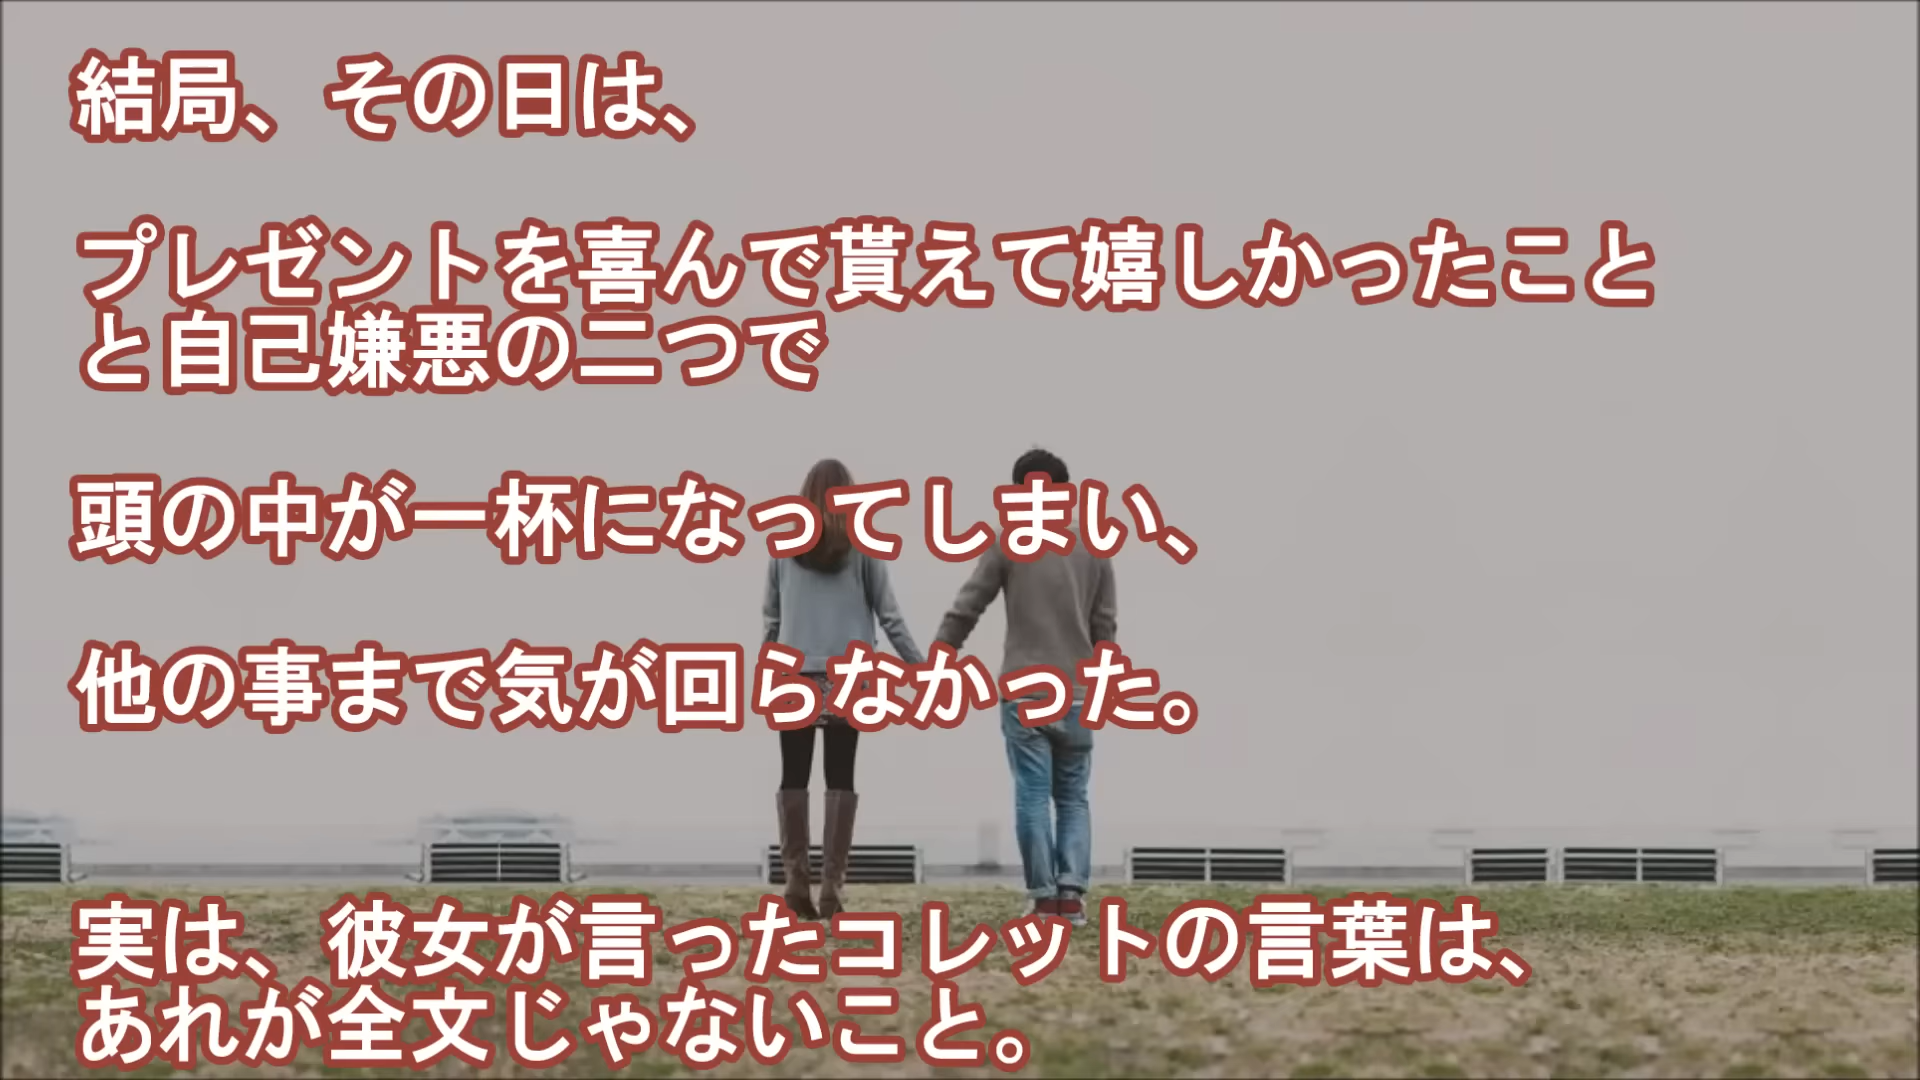 結局、その日は、
プレゼントを喜んで貰えて嬉しかったこと
と自己嫌悪の二つで
頭の中が一杯になってしまい、
他の事まで気が回らなかった。
実は、彼女が言ったコレットの言葉は、
あれが全文じゃないこと。